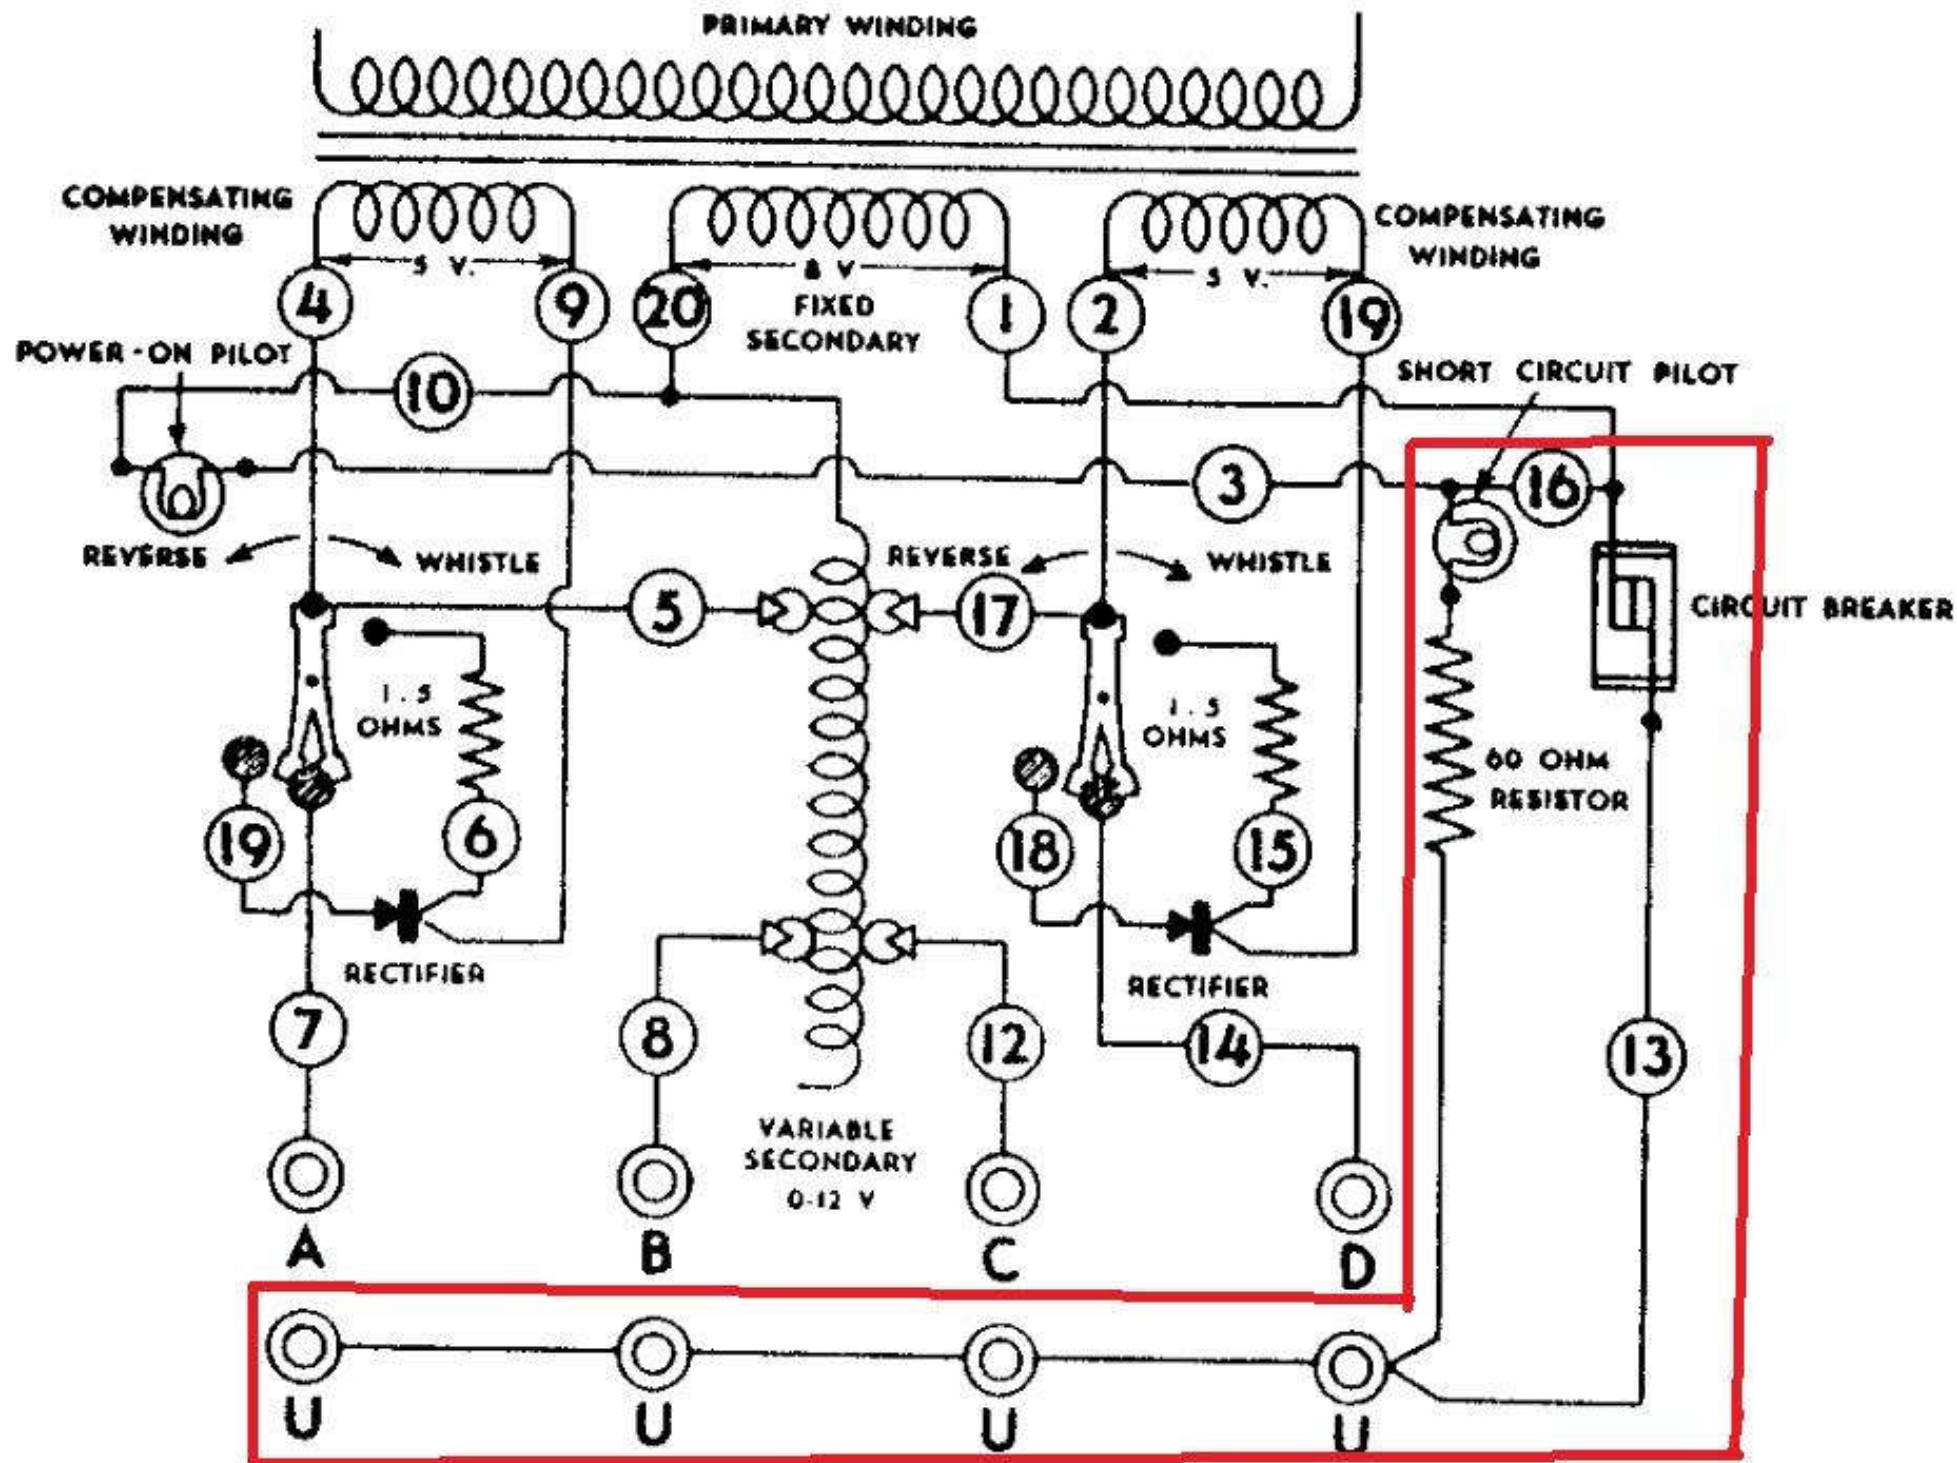 PRIMARY WINDING
COMPENSATING
WINDING
5 V.
8 V
FIXED
SECONDARY
5 V.
COMPENSATING
WINDING
4
9
20
1
2
19
POWER-ON PILOT
10
SHORT CIRCUIT PILOT
3
16
REVERSE
WHISTLE
REVERSE
WHISTLE
5
17
CIRCUIT BREAKER
1.5
OHMS
1.5
OHMS
60 OHM
RESISTOR
19
6
18
15
RECTIFIER
RECTIFIER
7
8
12
14
13
VARIABLE
SECONDARY
0-12 V
A
B
C
D
U
U
U
U